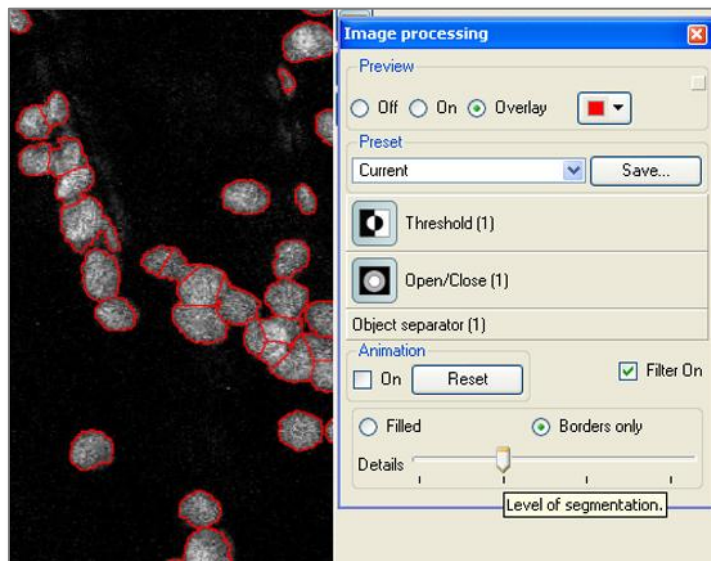 Image processing
Preview
Off On Overlay
Preset
Current Save...
Threshold (1)
Open/Close (1)
Object separator (1)
Animation
On Reset Filter On
Filled Borders only
Details
Level of segmentation.